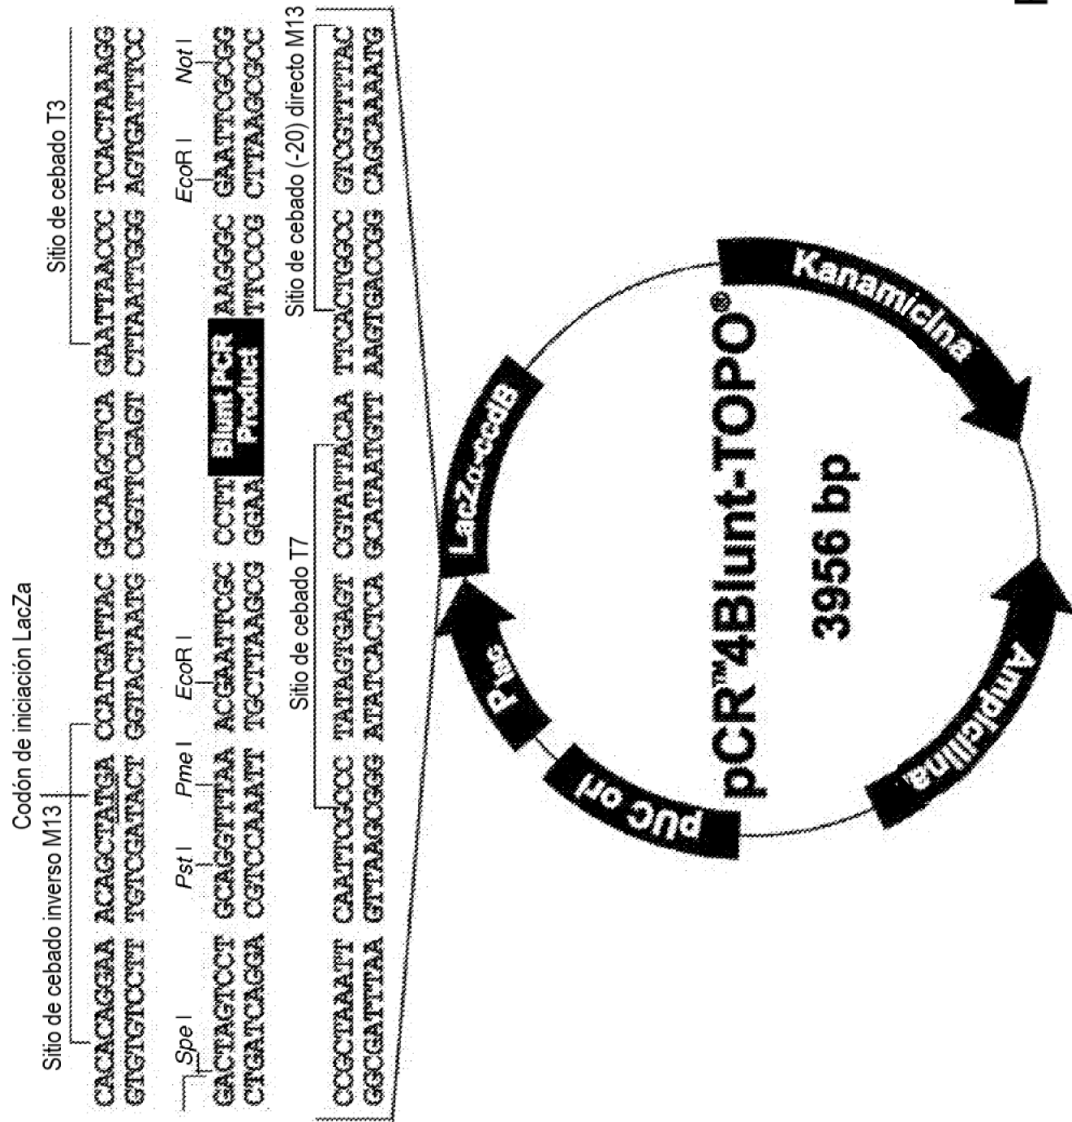 Codón de iniciación LacZa
Sitio de cebado inverso M13
Sitio de cebado T3
CACACAGGAA ACAGCTATGA CCATGATTAC GCCAAGCTCA GAATTAACCC TCACTAAAGG
GTGTGTCCTT TGTCGATACT GGTACTAATG CGGTTCGAGT CTTAATTGGG AGTGATTTCC
Spe I Pst I Pme I EcoR I EcoR I Not I
GACTAGTCCT GCAGGTTTAA ACGAATTCGC CCTT Blunt PCR AAGGGC GAATTCGCGG
CTGATCAGGA CGTCCAAATT TGCTTAAGCG GGAA Product TTCCCG CTTAAGCGCC
Sitio de cebado T7 Sitio de cebado (-20) directo M13
CCGCTAAATT CAATTCGCCC TATAGTGAGT CGTATTACAA TTCACTGGCC GTCGTTTTAC
GGCGATTTAA GTTAAGCGGG ATATCACTCA GCATAATGTT AAGTGACCGG CAGCAAAATG
P lac
LacZα-ccdB
pUC ori
Kanamicina
pCR™4Blunt-TOPO®
3956 bp
Ampicilina